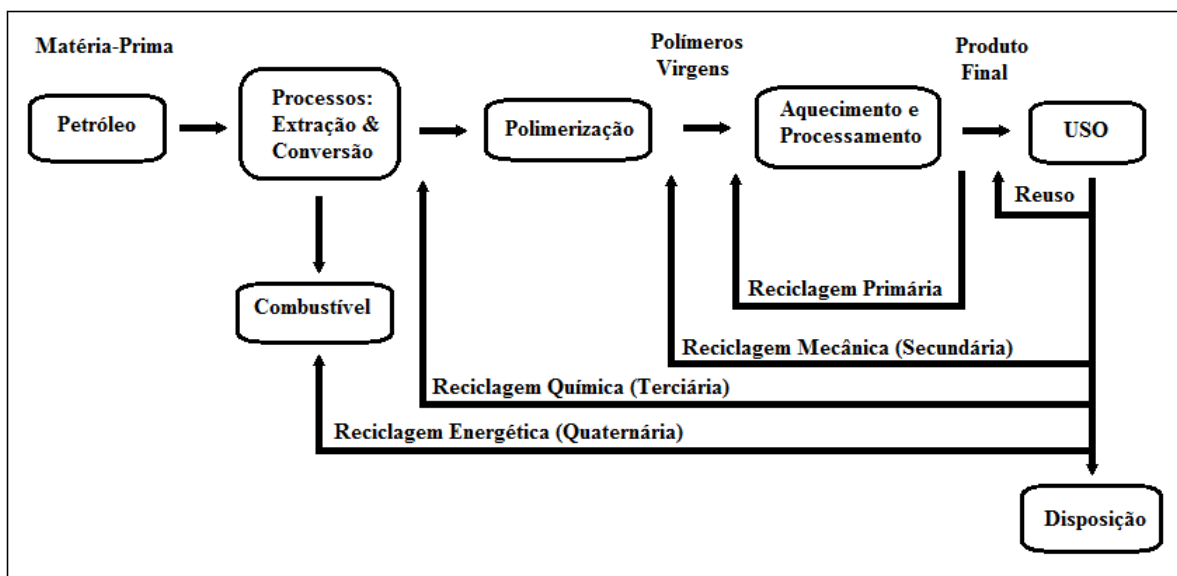 Matéria-Prima
Polímeros
Virgens
Produto
Final
Petróleo
Processos:
Extração &
Conversão
Polimerização
Aquecimento e
Processamento
USO
Reuso
Combustível
Reciclagem Primária
Reciclagem Mecânica (Secundária)
Reciclagem Química (Terciária)
Reciclagem Energética (Quaternária)
Disposição